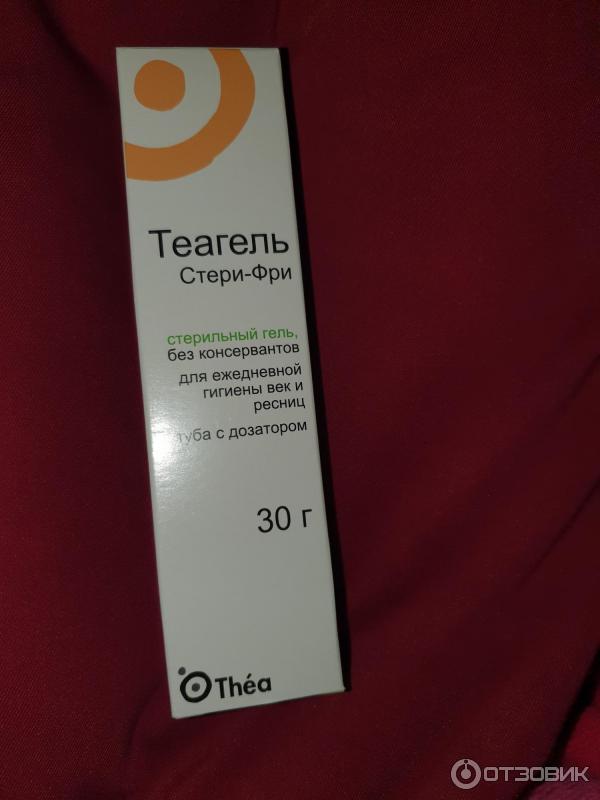 Теагель
Стери-Фри
стерильный гель,
без консервантов
для ежедневной
гигиены век и
ресниц
туба с дозатором
30 г
Théa
ОТЗОВИК